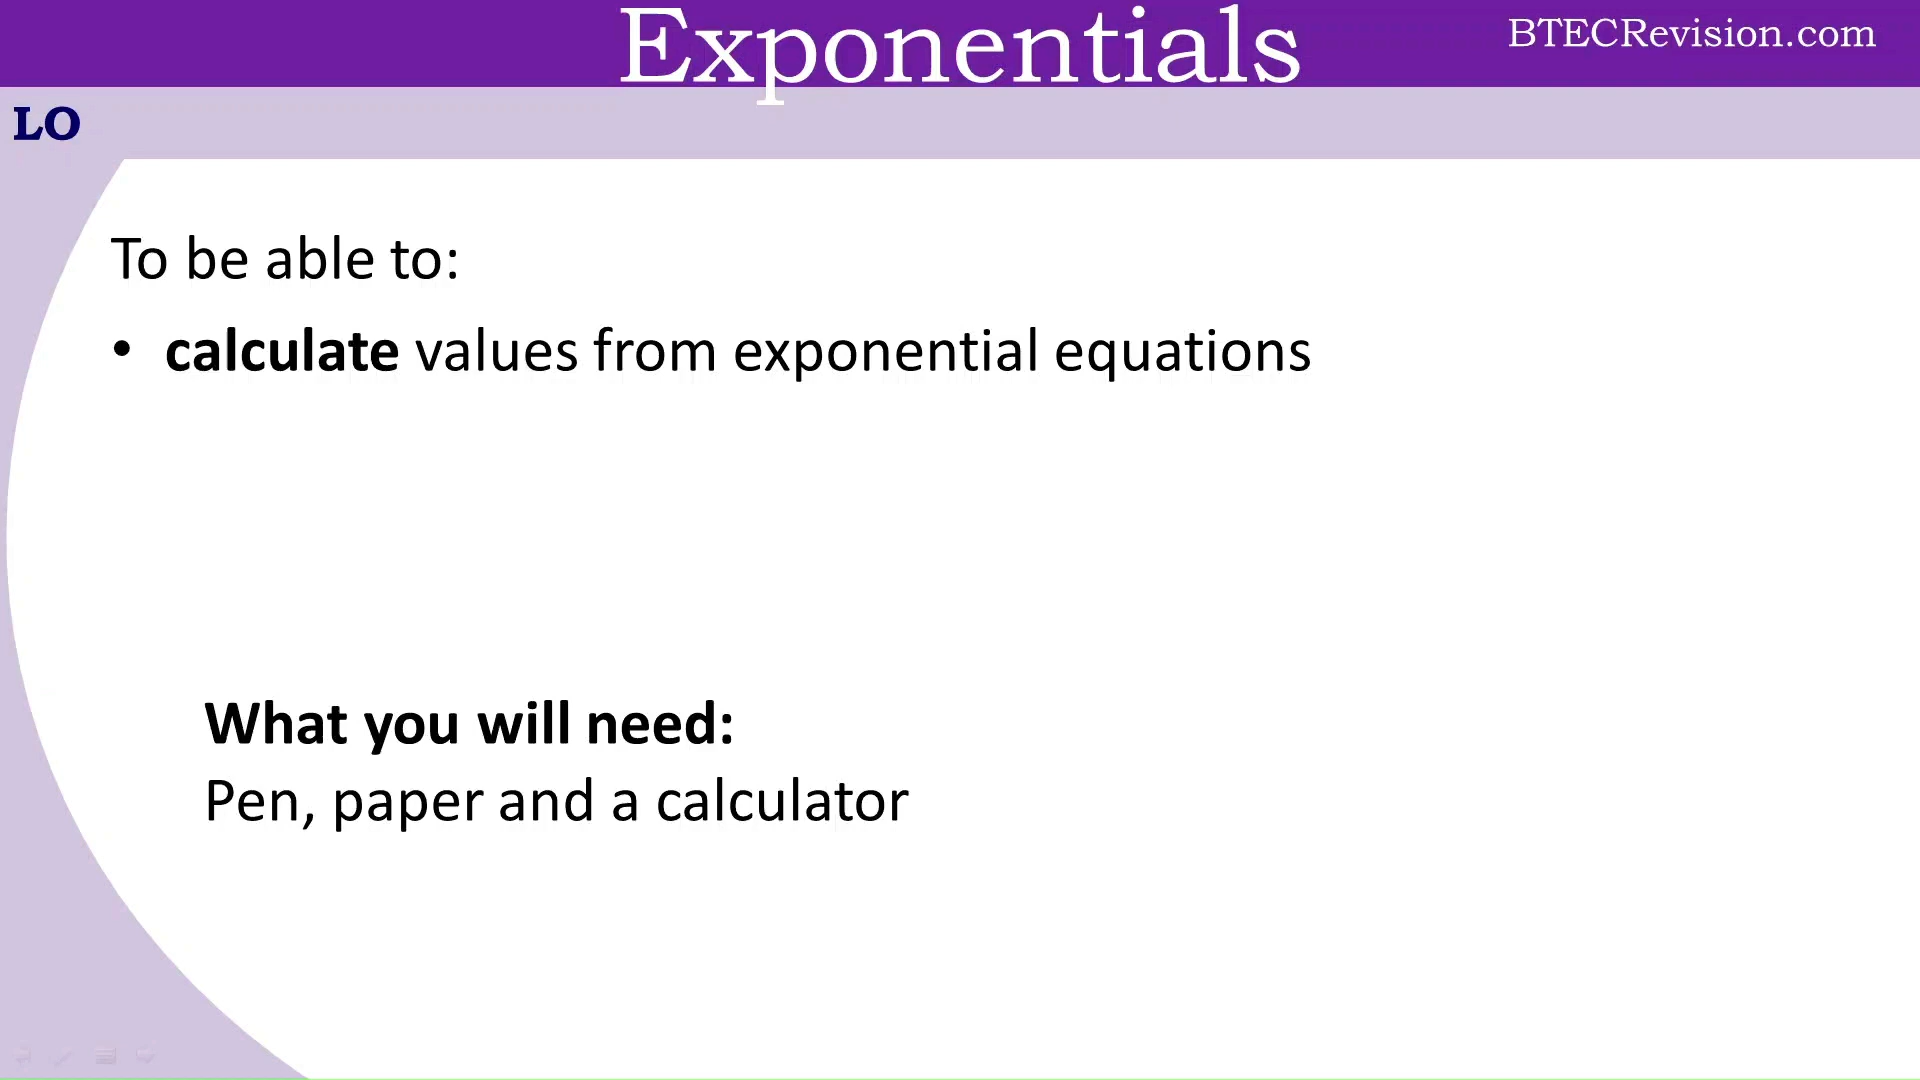 Exponentials
BTECRevision.com
LO
To be able to:
• calculate values from exponential equations
What you will need:
Pen, paper and a calculator